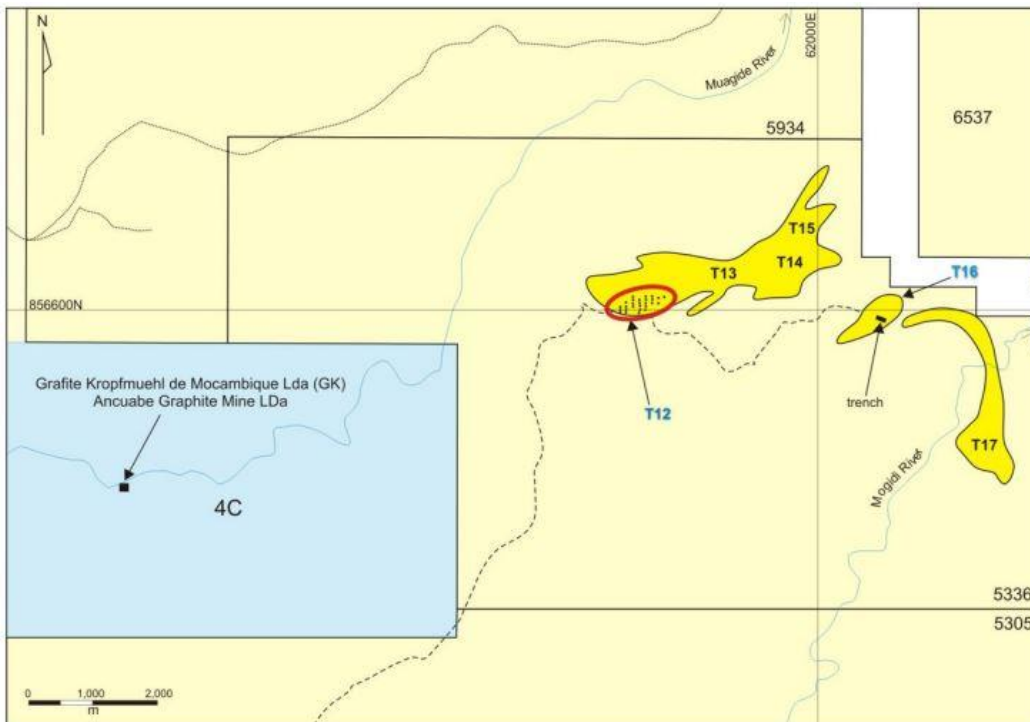 N
Muagide River
62000E
5934
6537
T15
T13
T14
T16
856600N
Grafite Kropfmuehl de Mocambique Lda (GK)
Ancuabe Graphite Mine LDa
trench
T12
T17
Mogidi River
4C
5336
5305
0 1,000 2,000
m